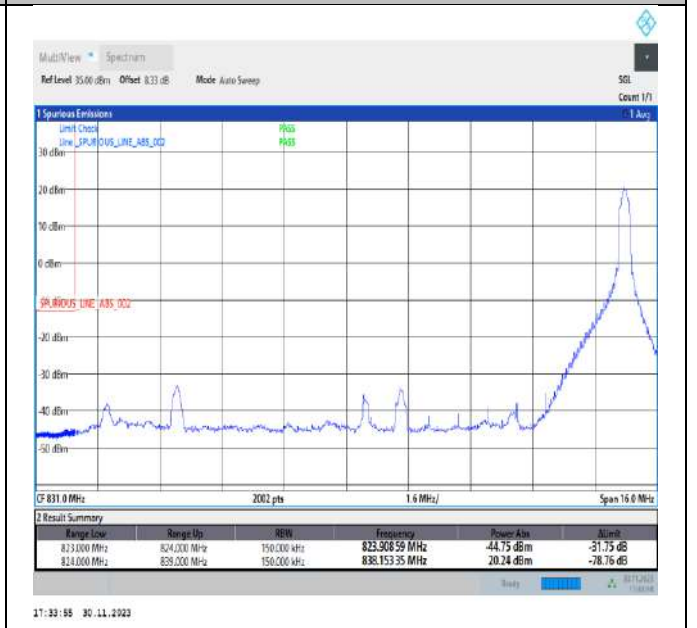 MultiView Spectrum
Ref Level 35.00 dBm Offset 8.33 dB Mode Auto Sweep SGL
Count 1/1
1 Spurious Emissions 1 Avg
Limit Check PASS
Line _SPURIOUS_LINE_ABS_002 PASS
30 dBm
20 dBm
10 dBm
0 dBm
_SPURIOUS_LINE_ABS_002
-20 dBm
-30 dBm
-40 dBm
-50 dBm
CF 831.0 MHz 2002 pts 1.6 MHz/ Span 16.0 MHz
2 Result Summary
Range Low Range Up RBW Frequency Power Abs ΔLimit
823.000 MHz 824.000 MHz 150.000 kHz 823.90859 MHz -44.75 dBm -31.75 dB
824.000 MHz 839.000 MHz 150.000 kHz 838.15335 MHz 20.24 dBm -78.76 dB
Ready 30.11.2023
17:33:55 30.11.2023